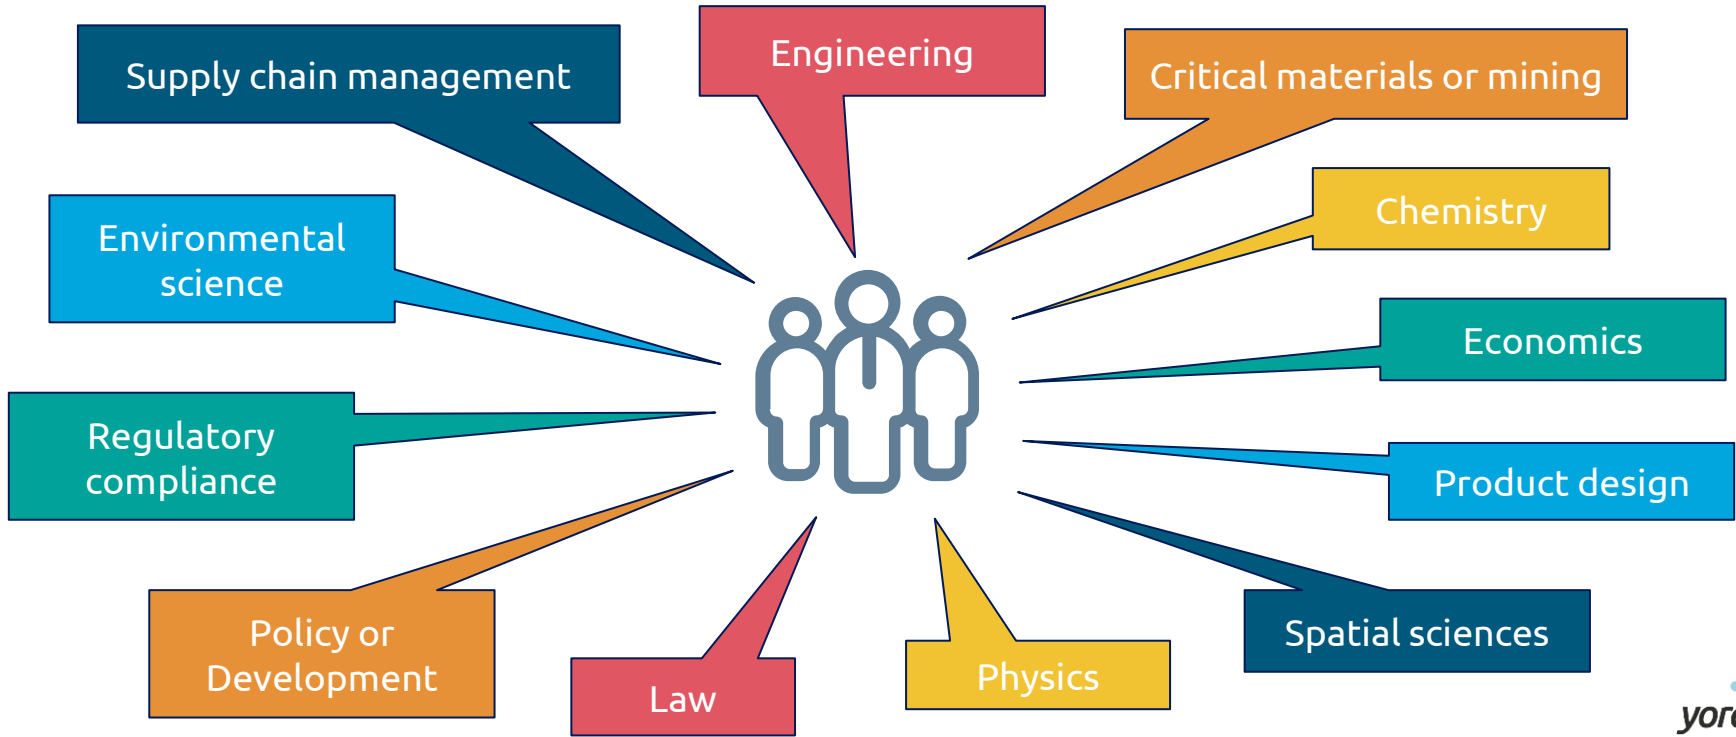 Engineering
Supply chain management
Critical materials or mining
Chemistry
Environmental
science
Economics
Regulatory
compliance
Product design
Policy or
Development
Spatial sciences
Law
Physics